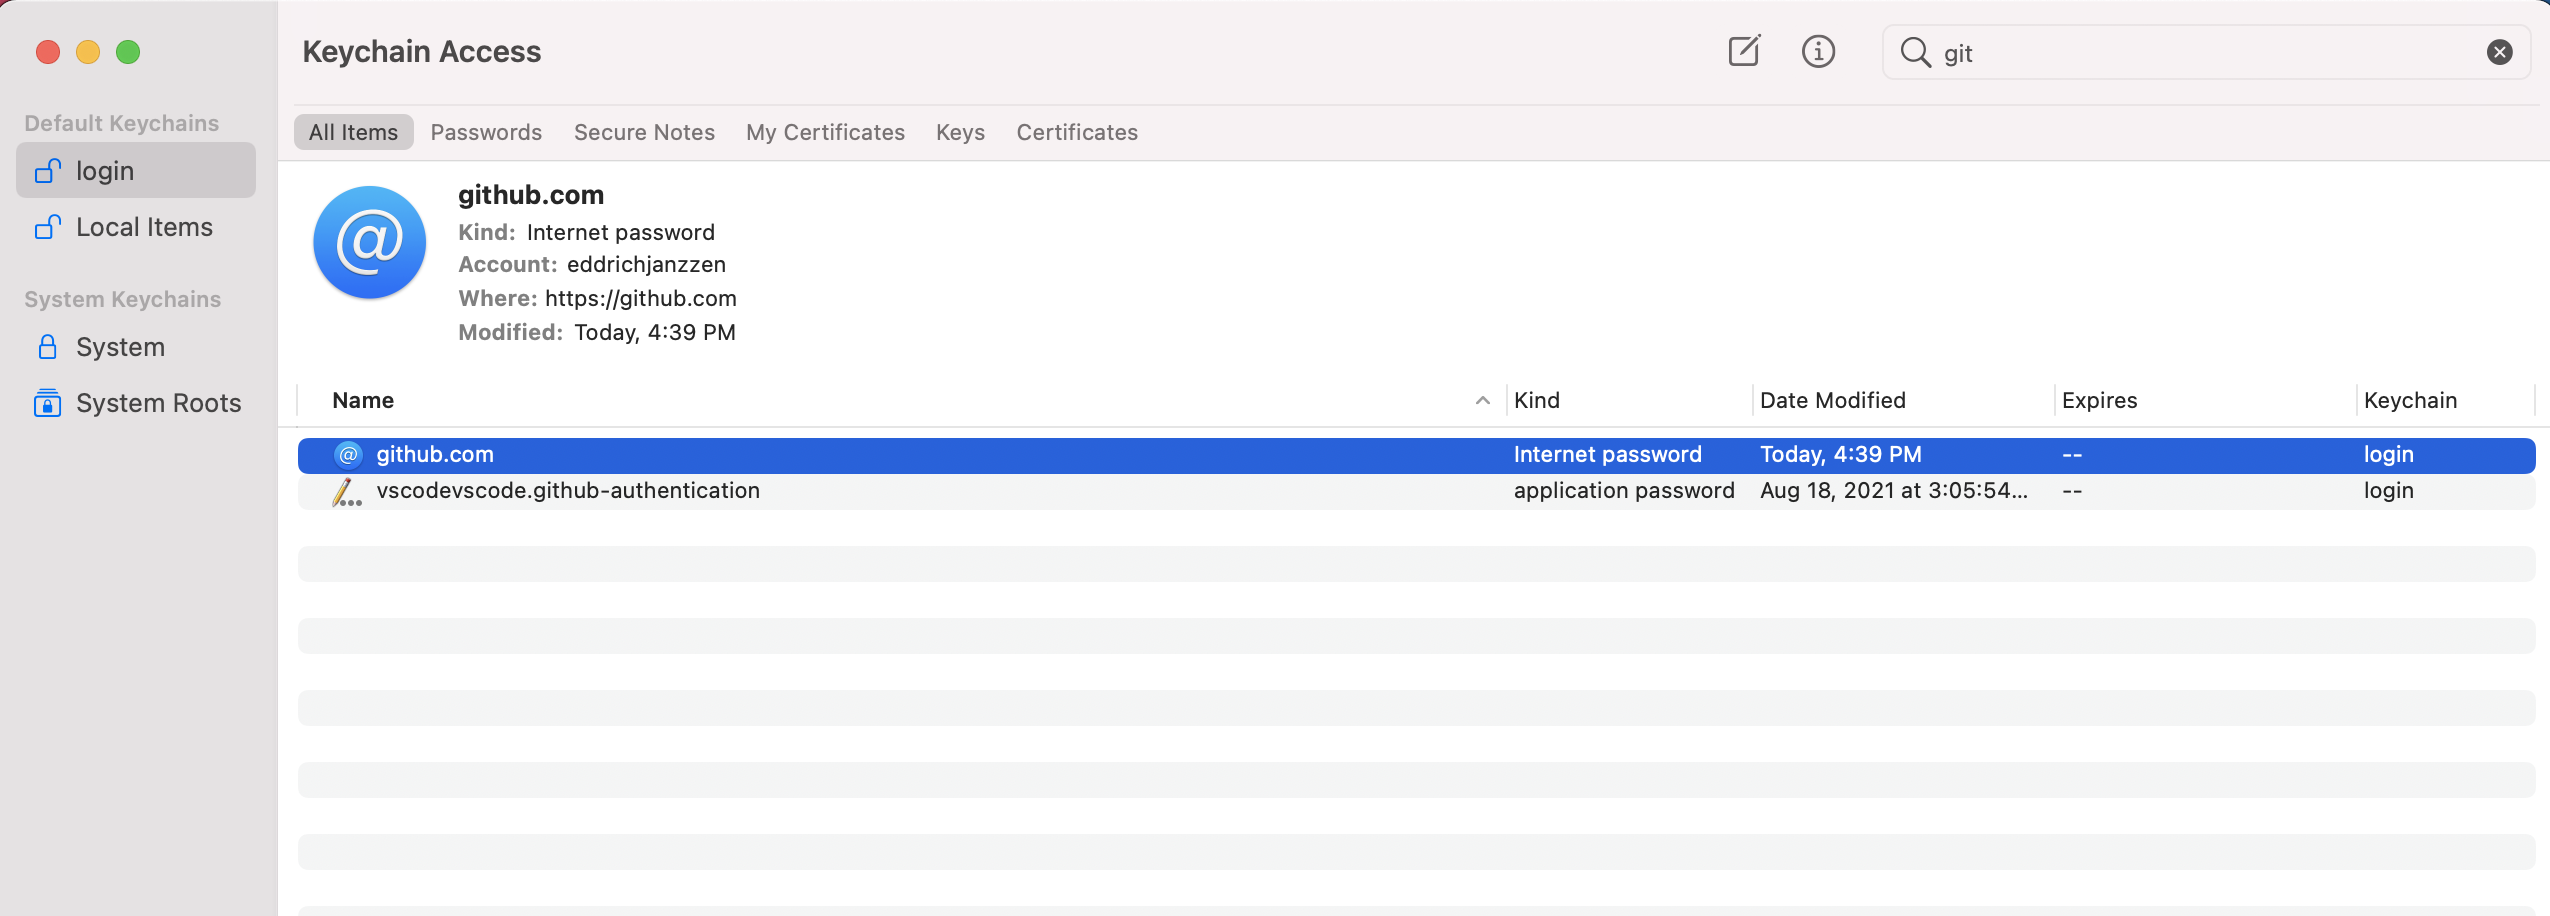 Keychain Access
git
Default Keychains
login
Local Items
System Keychains
System
System Roots
All Items Passwords Secure Notes My Certificates Keys Certificates
@
github.com
Kind: Internet password
Account: eddrichjanzzen
Where: https://github.com
Modified: Today, 4:39 PM
Name Kind Date Modified Expires Keychain
@ github.com Internet password Today, 4:39 PM -- login
vscodevscode.github-authentication application password Aug 18, 2021 at 3:05:54... -- login